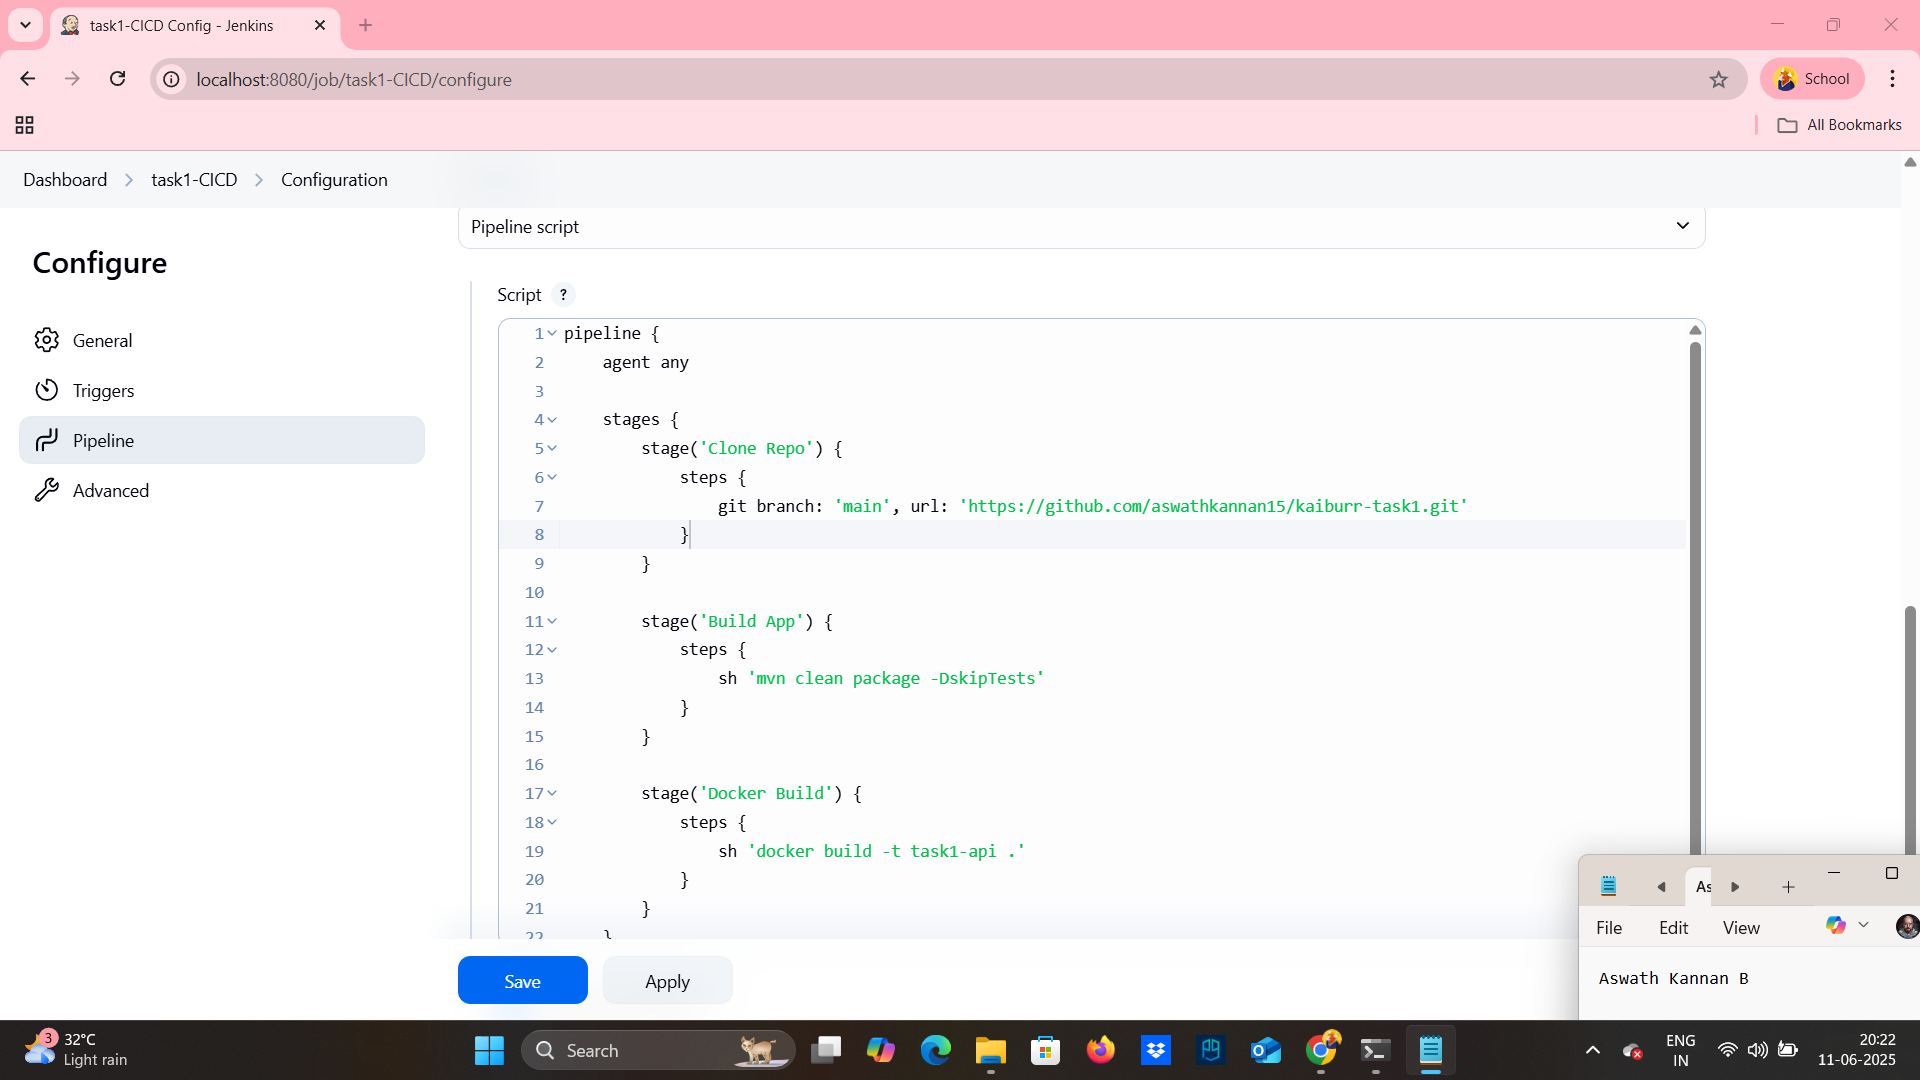 task1-CICD Config - Jenkins
localhost:8080/job/task1-CICD/configure
School
All Bookmarks
Dashboard
task1-CICD
Configuration
Configure
General
Triggers
Pipeline
Advanced
Pipeline script
Script ?
1 pipeline {
2     agent any
3
4     stages {
5         stage('Clone Repo') {
6             steps {
7                 git branch: 'main', url: 'https://github.com/aswathkannan15/kaiburr-task1.git'
8             }
9         }
10
11         stage('Build App') {
12             steps {
13                 sh 'mvn clean package -DskipTests'
14             }
15         }
16
17         stage('Docker Build') {
18             steps {
19                 sh 'docker build -t task1-api .'
20             }
21         }
22     }
Save
Apply
As
File
Edit
View
Aswath Kannan B
3
32°C
Light rain
Search
ENG
IN
20:22
11-06-2025